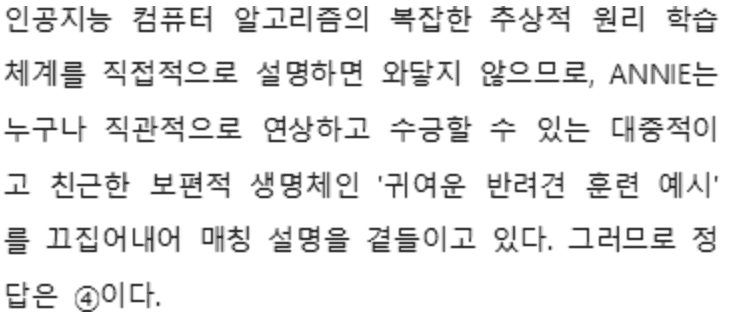 인공지능 컴퓨터 알고리즘의 복잡한 추상적 원리 학습
체계를 직접적으로 설명하면 와닿지 않으므로, ANNIE는
누구나 직관적으로 연상하고 수긍할 수 있는 대중적이
고 친근한 보편적 생명체인 '귀여운 반려견 훈련 예시'
를 끄집어내어 매칭 설명을 곁들이고 있다. 그러므로 정
답은 ④이다.